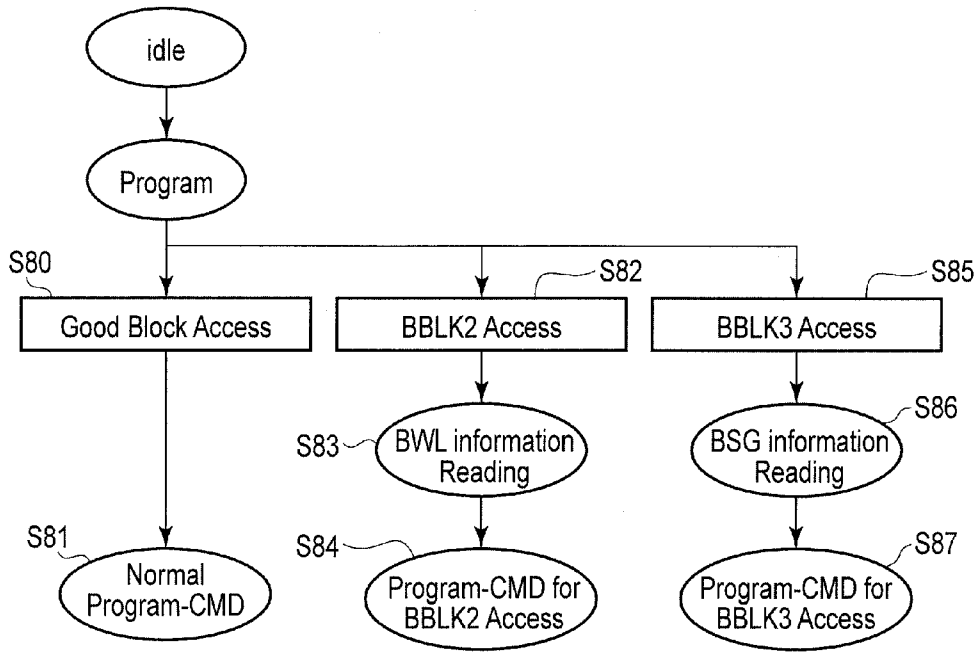 idle
Program
S80
S82
S85
Good Block Access
BBLK2 Access
BBLK3 Access
S83
BWL information
Reading
S86
BSG information
Reading
S81
Normal
Program-CMD
S84
Program-CMD for
BBLK2 Access
S87
Program-CMD for
BBLK3 Access